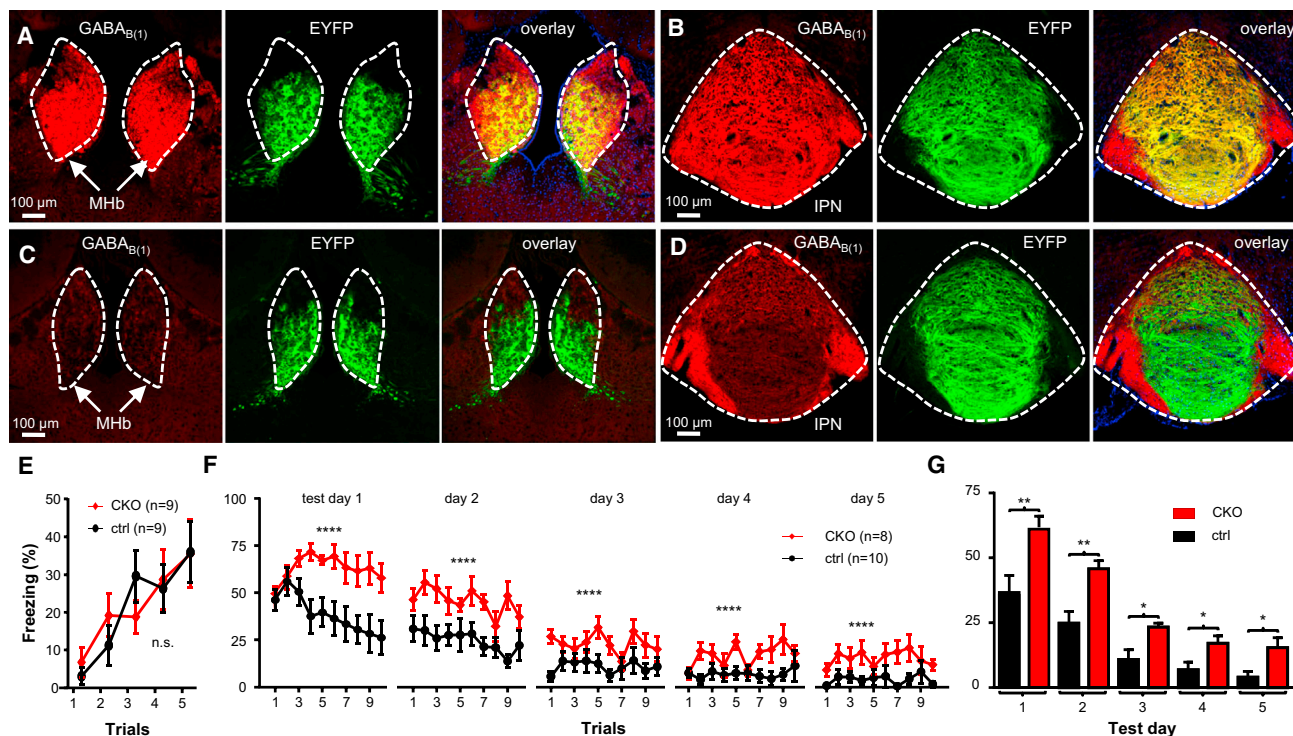 A GABAB(1) EYFP overlay
MHb
100 µm
B GABAB(1) EYFP overlay
IPN
100 µm
C GABAB(1) EYFP overlay
MHb
100 µm
D GABAB(1) EYFP overlay
IPN
100 µm
E
50
40
30
20
10
0
Freezing (%)
CKO (n=9)
ctrl (n=9)
n.s.
1 2 3 4 5
Trials
F
test day 1 day 2 day 3 day 4 day 5
100
75
50
25
0
**** **** **** **** ****
CKO (n=8)
ctrl (n=10)
1 3 5 7 9 1 3 5 7 9 1 3 5 7 9 1 3 5 7 9 1 3 5 7 9
Trials
G
75
50
25
0
** ** * * *
CKO
ctrl
1 2 3 4 5
Test day